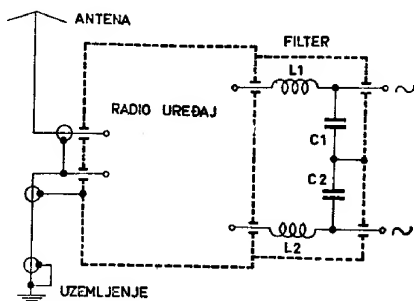 ANTENA
FILTER
L1
RADIO UREĐAJ
C1
C2
L2
UZEMLJENJE